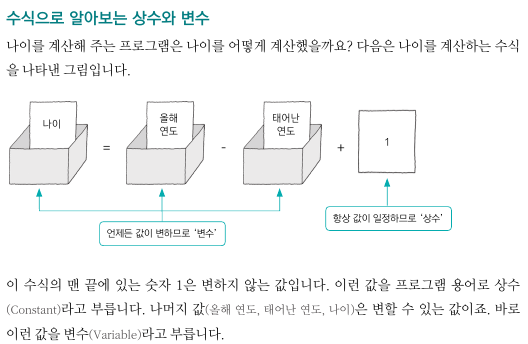 수식으로 알아보는 상수와 변수
나이를 계산해 주는 프로그램은 나이를 어떻게 계산했을까요? 다음은 나이를 계산하는 수식
을 나타낸 그림입니다.
나이 = 올해 연도 - 태어난 연도 + 1
언제든 값이 변하므로 ‘변수’
항상 값이 일정하므로 ‘상수’
이 수식의 맨 끝에 있는 숫자 1은 변하지 않는 값입니다. 이런 값을 프로그램 용어로 상수
(Constant)라고 부릅니다. 나머지 값(올해 연도, 태어난 연도, 나이)은 변할 수 있는 값이죠. 바로
이런 값을 변수(Variable)라고 부릅니다.